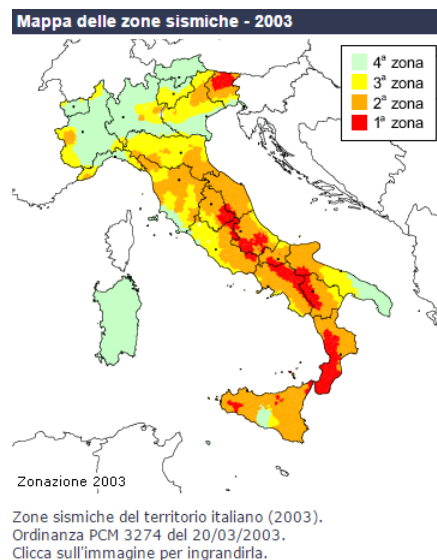 Mappa delle zone sismiche - 2003
4ª zona
3ª zona
2ª zona
1ª zona
Zonazione 2003
Zone sismiche del territorio italiano (2003).
Ordinanza PCM 3274 del 20/03/2003.
Clicca sull'immagine per ingrandirla.